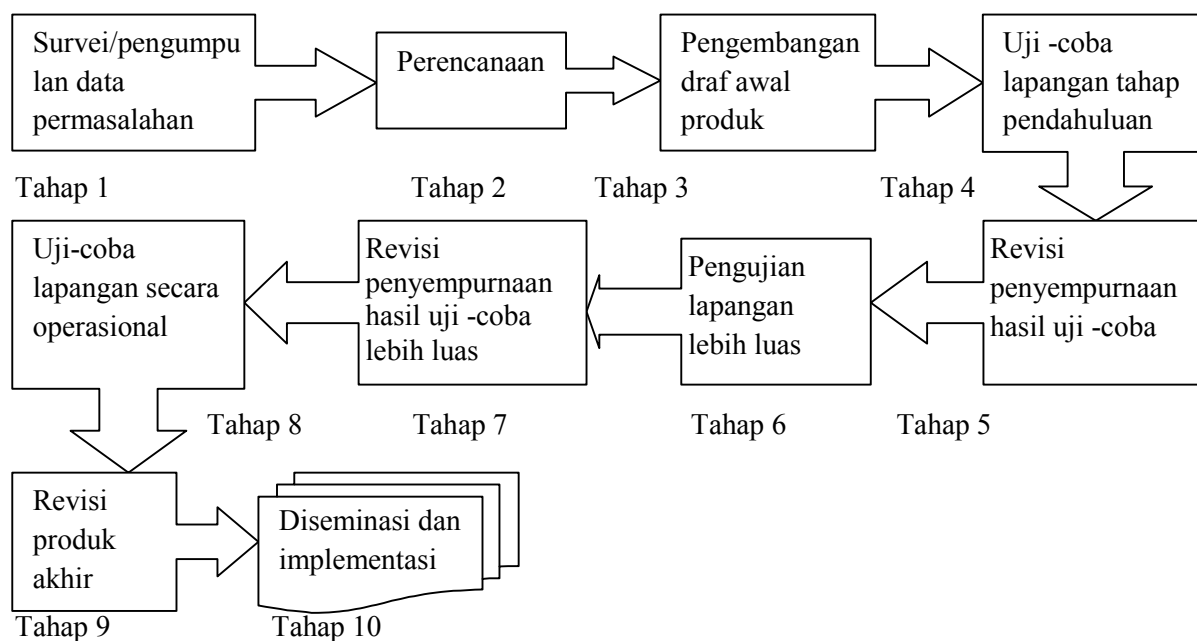 Survei/pengumpu
lan data
permasalahan
Perencanaan
Pengembangan
draf awal
produk
Uji -coba
lapangan tahap
pendahuluan
Tahap 1
Tahap 2
Tahap 3
Tahap 4
Uji-coba
lapangan secara
operasional
Revisi
penyempurnaan
hasil uji -coba
lebih luas
Pengujian
lapangan
lebih luas
Revisi
penyempurnaan
hasil uji -coba
Tahap 8
Tahap 7
Tahap 6
Tahap 5
Revisi
produk
akhir
Diseminasi dan
implementasi
Tahap 9
Tahap 10